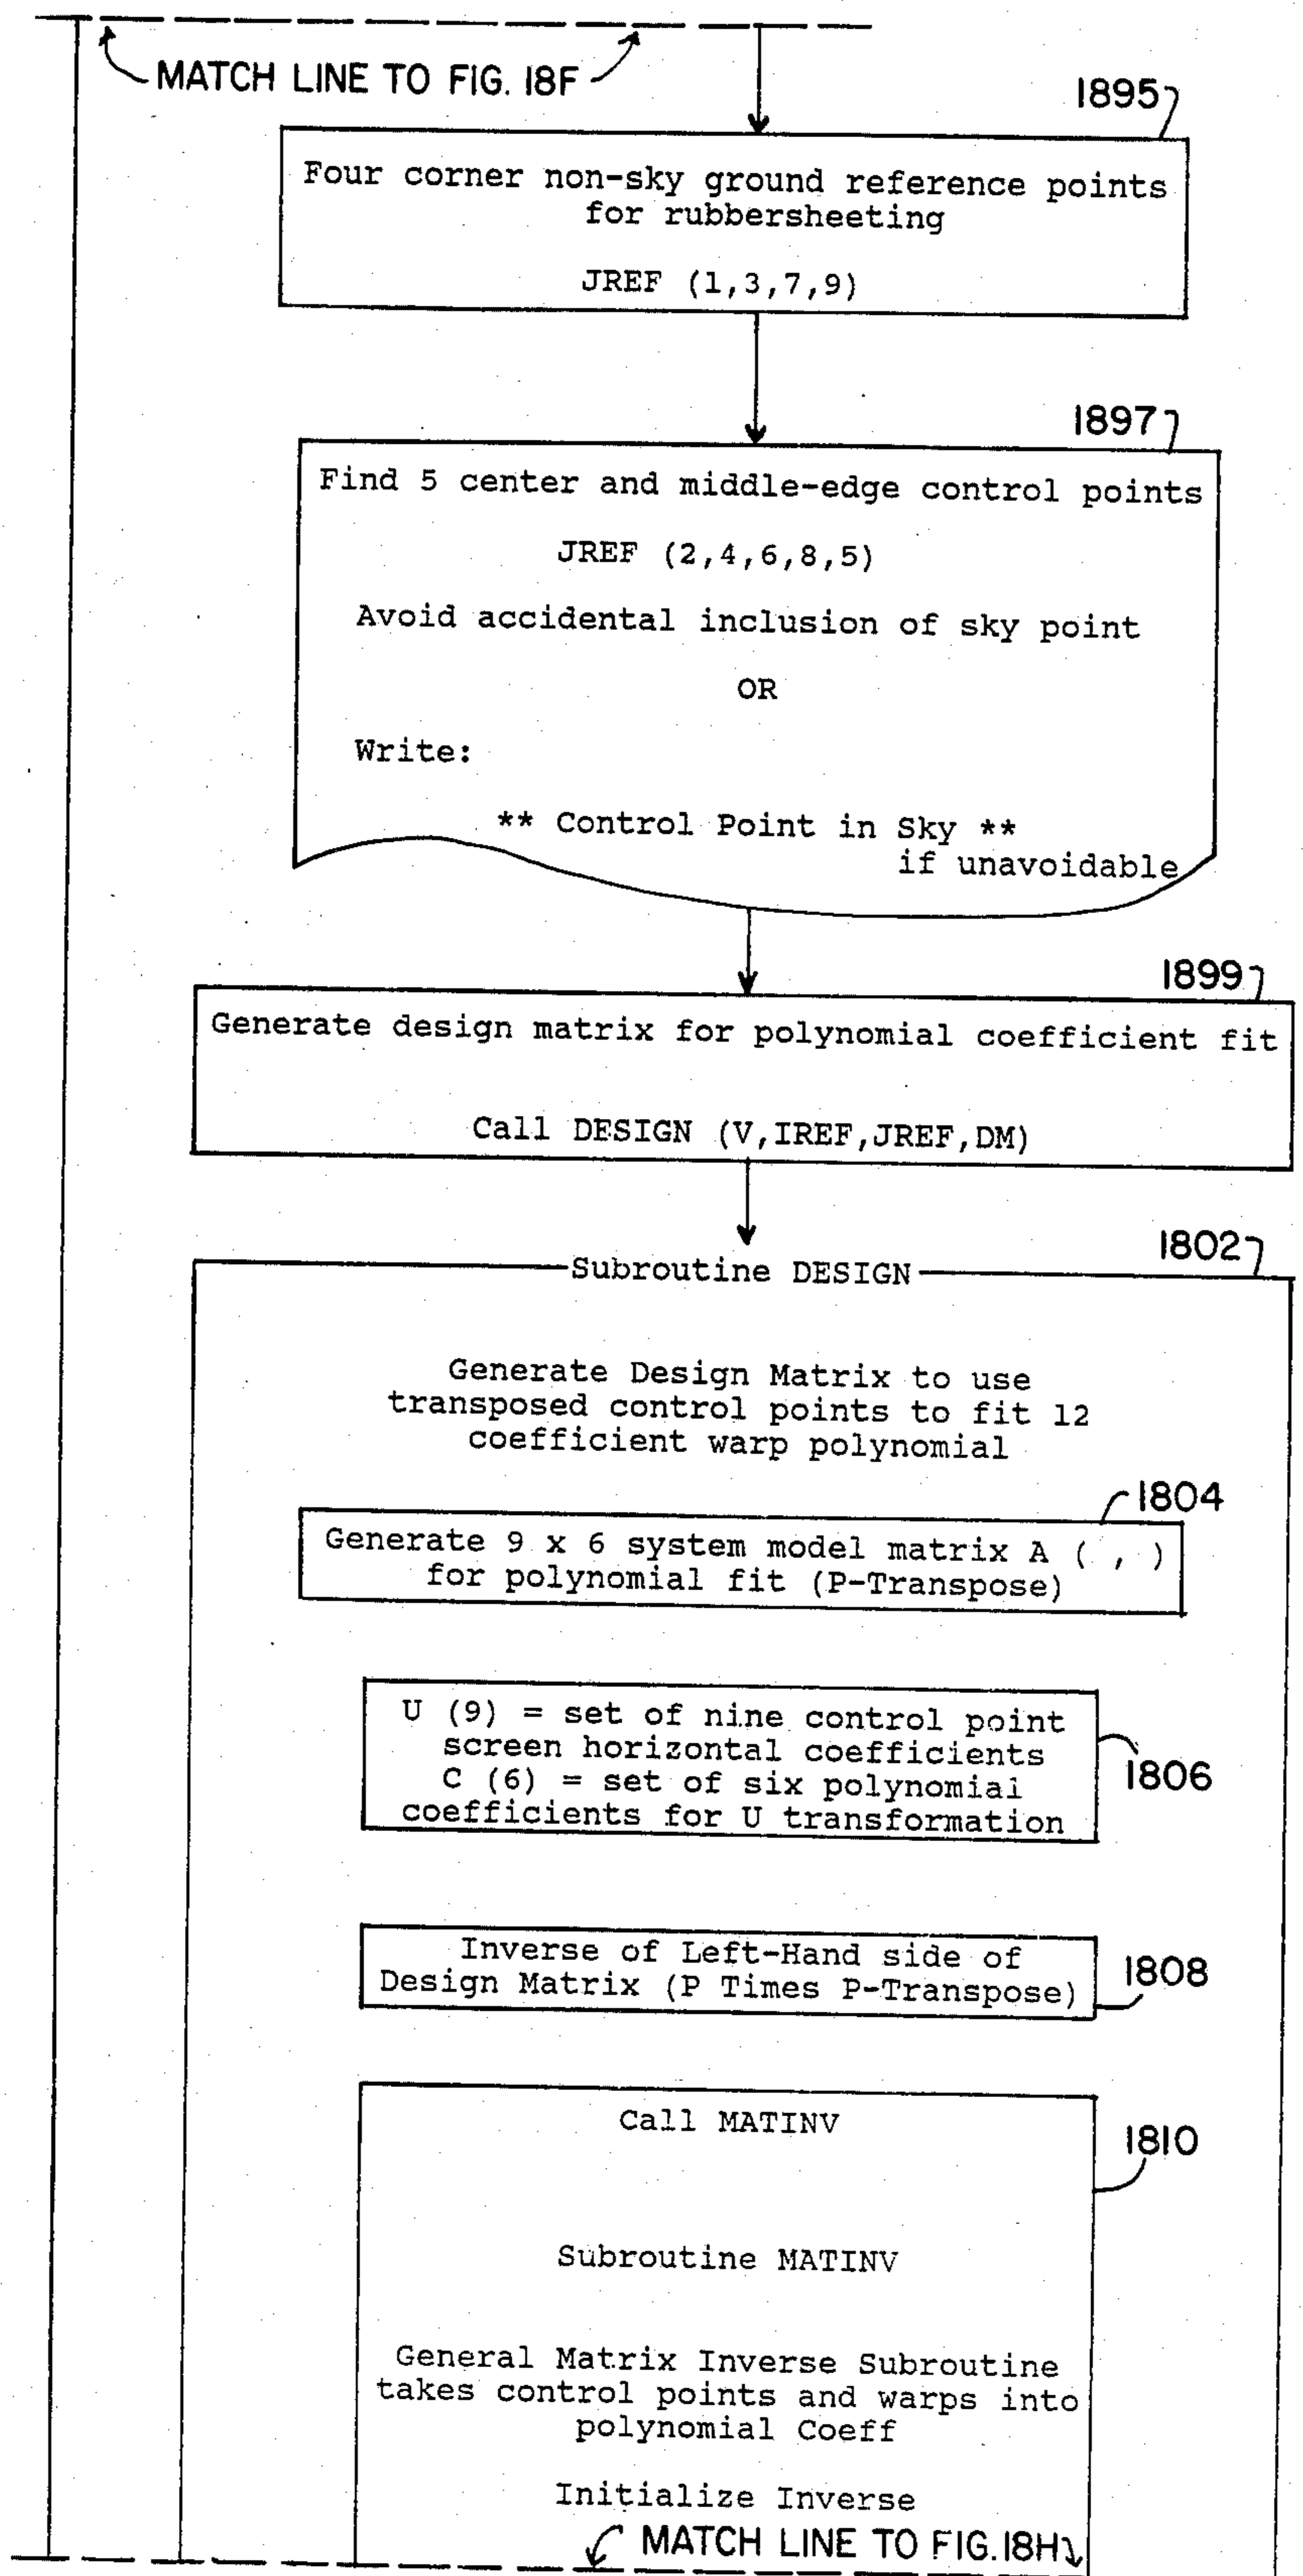 MATCH LINE TO FIG. 18F
1895
Four corner non-sky ground reference points
for rubbersheeting
JREF (1,3,7,9)
1897
Find 5 center and middle-edge control points
JREF (2,4,6,8,5)
Avoid accidental inclusion of sky point
OR
Write:
** Control Point in Sky **
if unavoidable
1899
Generate design matrix for polynomial coefficient fit
Call DESIGN (V,IREF,JREF,DM)
1802
Subroutine DESIGN
Generate Design Matrix to use
transposed control points to fit 12
coefficient warp polynomial
1804
Generate 9 x 6 system model matrix A ( , )
for polynomial fit (P-Transpose)
U (9) = set of nine control point
screen horizontal coefficients
C (6) = set of six polynomial
coefficients for U transformation
1806
Inverse of Left-Hand side of
Design Matrix (P Times P-Transpose)
1808
Call MATINV
1810
Subroutine MATINV
General Matrix Inverse Subroutine
takes control points and warps into
polynomial Coeff
Initialize Inverse
MATCH LINE TO FIG.18H